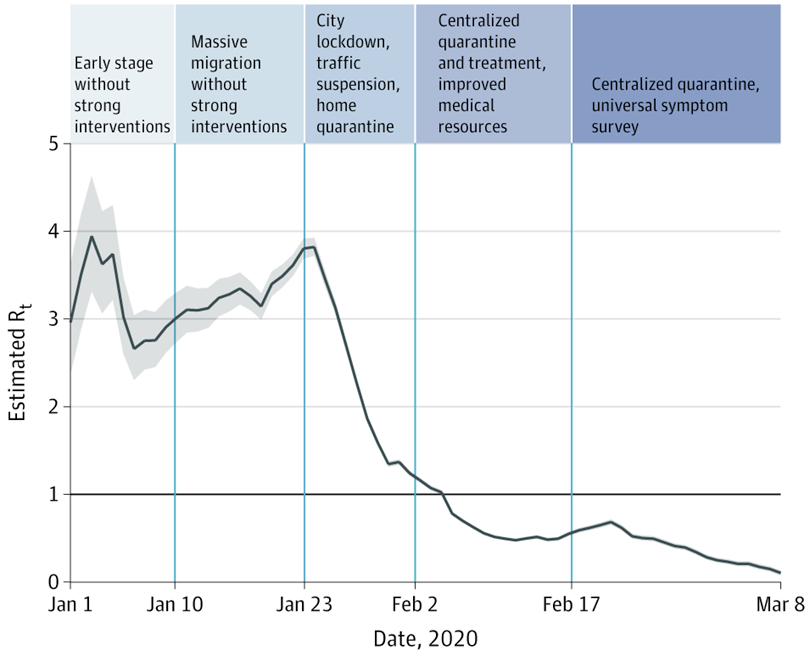 Early stage
without
strong
interventions
Massive
migration
without
strong
interventions
City
lockdown,
traffic
suspension,
home
quarantine
Centralized
quarantine
and treatment,
improved
medical
resources
Centralized quarantine,
universal symptom
survey
5
4
3
2
1
0
Estimated Rt
Jan 1
Jan 10
Jan 23
Feb 2
Feb 17
Mar 8
Date, 2020